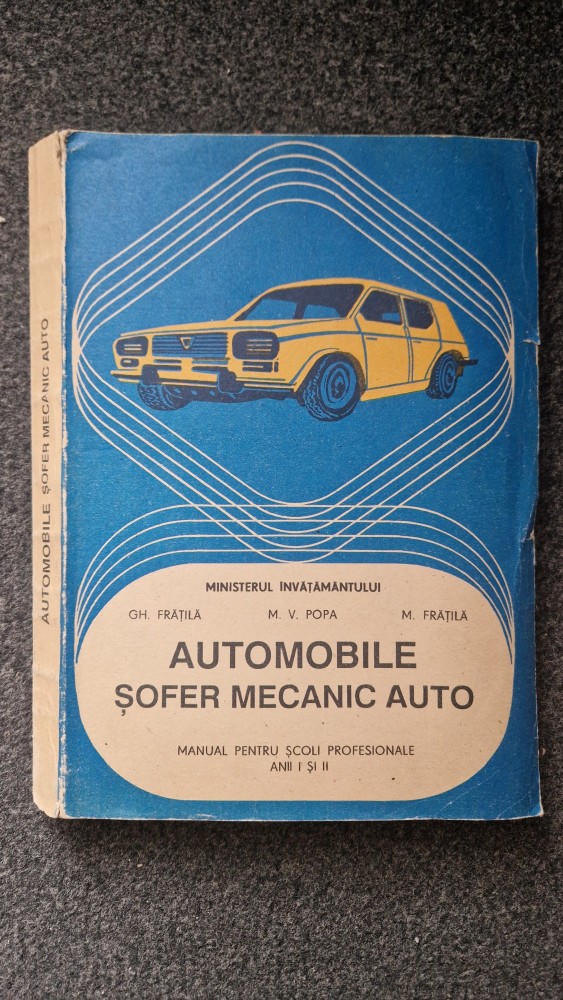 AUTOMOBILE ȘOFER MECANIC AUTO
MINISTERUL ÎNVĂȚĂMÂNTULUI
GH. FRĂȚILĂ M. V. POPA M. FRĂȚILĂ
AUTOMOBILE
ȘOFER MECANIC AUTO
MANUAL PENTRU ȘCOLI PROFESIONALE
ANII I ȘI II